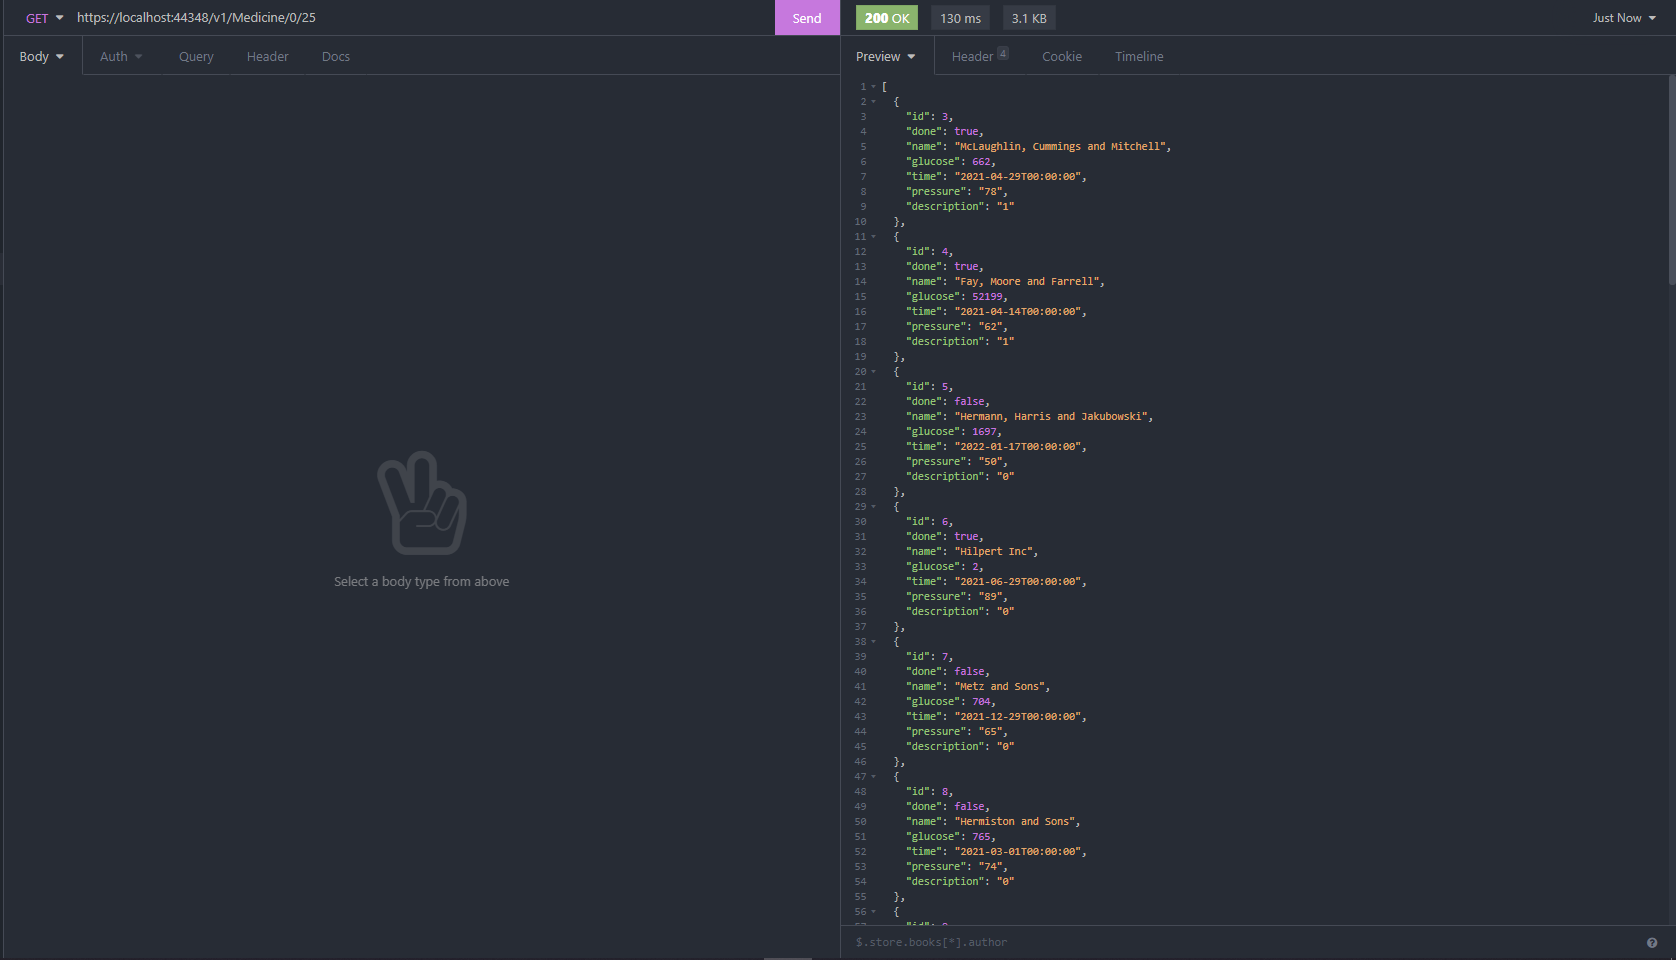 GET https://localhost:44348/v1/Medicine/0/25 Send 200 OK 130 ms 3.1 KB Just Now
Body Auth Query Header Docs
Select a body type from above
Preview Header 4 Cookie Timeline
1 [
2 {
3 "id": 3,
4 "done": true,
5 "name": "McLaughlin, Cummings and Mitchell",
6 "glucose": 662,
7 "time": "2021-04-29T00:00:00",
8 "pressure": "78",
9 "description": "1"
10 },
11 {
12 "id": 4,
13 "done": true,
14 "name": "Fay, Moore and Farrell",
15 "glucose": 52199,
16 "time": "2021-04-14T00:00:00",
17 "pressure": "62",
18 "description": "1"
19 },
20 {
21 "id": 5,
22 "done": false,
23 "name": "Hermann, Harris and Jakubowski",
24 "glucose": 1697,
25 "time": "2022-01-17T00:00:00",
26 "pressure": "50",
27 "description": "0"
28 },
29 {
30 "id": 6,
31 "done": true,
32 "name": "Hilpert Inc",
33 "glucose": 2,
34 "time": "2021-06-29T00:00:00",
35 "pressure": "89",
36 "description": "0"
37 },
38 {
39 "id": 7,
40 "done": false,
41 "name": "Metz and Sons",
42 "glucose": 704,
43 "time": "2021-12-29T00:00:00",
44 "pressure": "65",
45 "description": "0"
46 },
47 {
48 "id": 8,
49 "done": false,
50 "name": "Hermiston and Sons",
51 "glucose": 765,
52 "time": "2021-03-01T00:00:00",
53 "pressure": "74",
54 "description": "0"
55 },
56 {
$.store.books[*].author